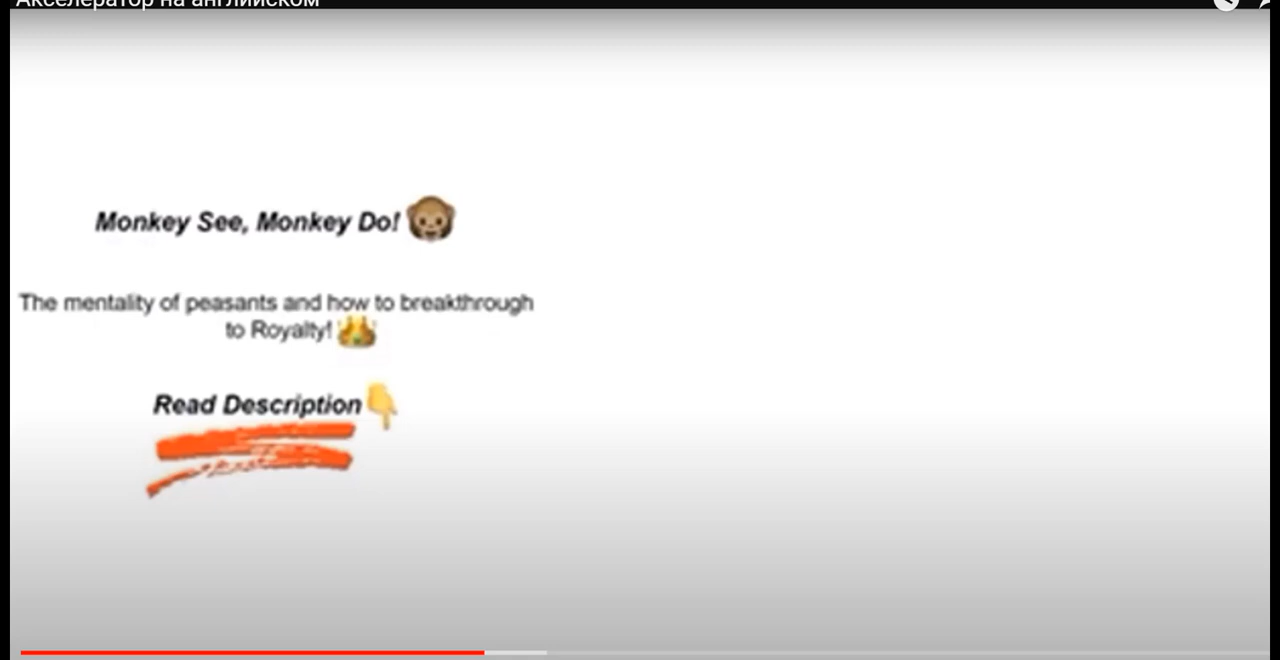 Акселератор на английском
Monkey See, Monkey Do!
The mentality of peasants and how to breakthrough
to Royalty!
Read Description